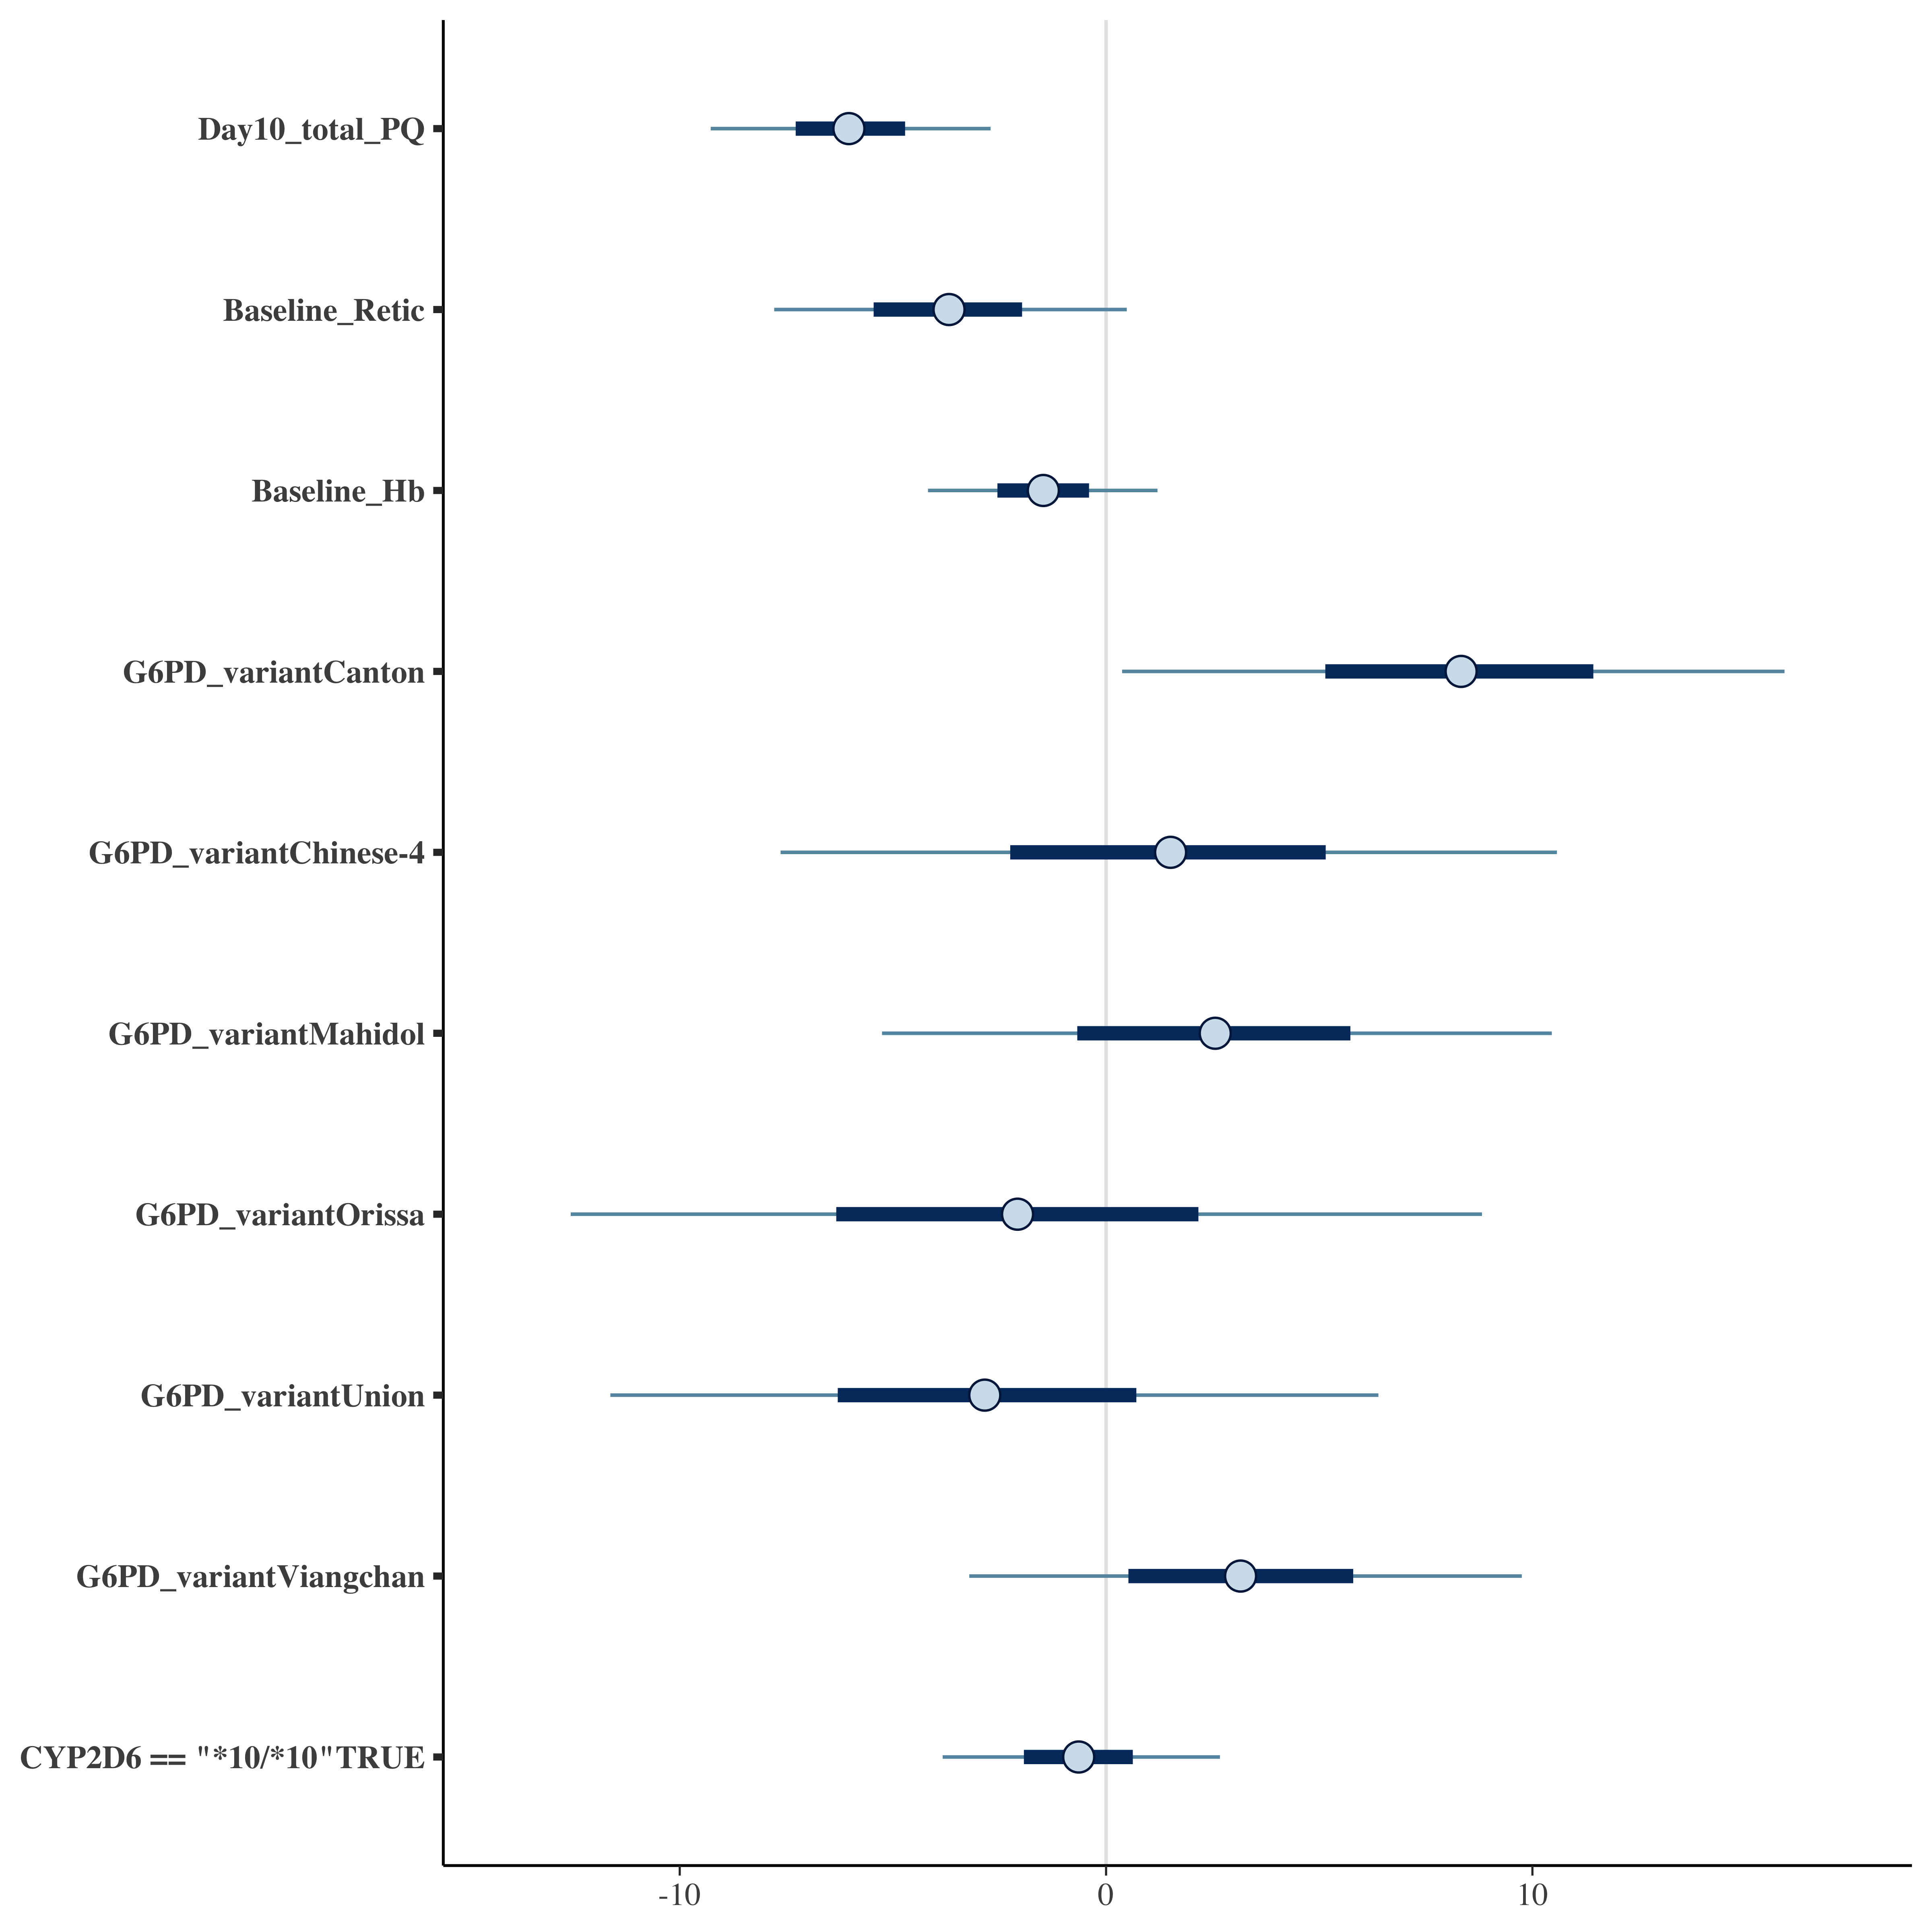 Day10_total_PQ
Baseline_Retic
Baseline_Hb
G6PD_variantCanton
G6PD_variantChinese-4
G6PD_variantMahidol
G6PD_variantOrissa
G6PD_variantUnion
G6PD_variantViangchan
CYP2D6 == "*10/*10"TRUE
-10 0 10